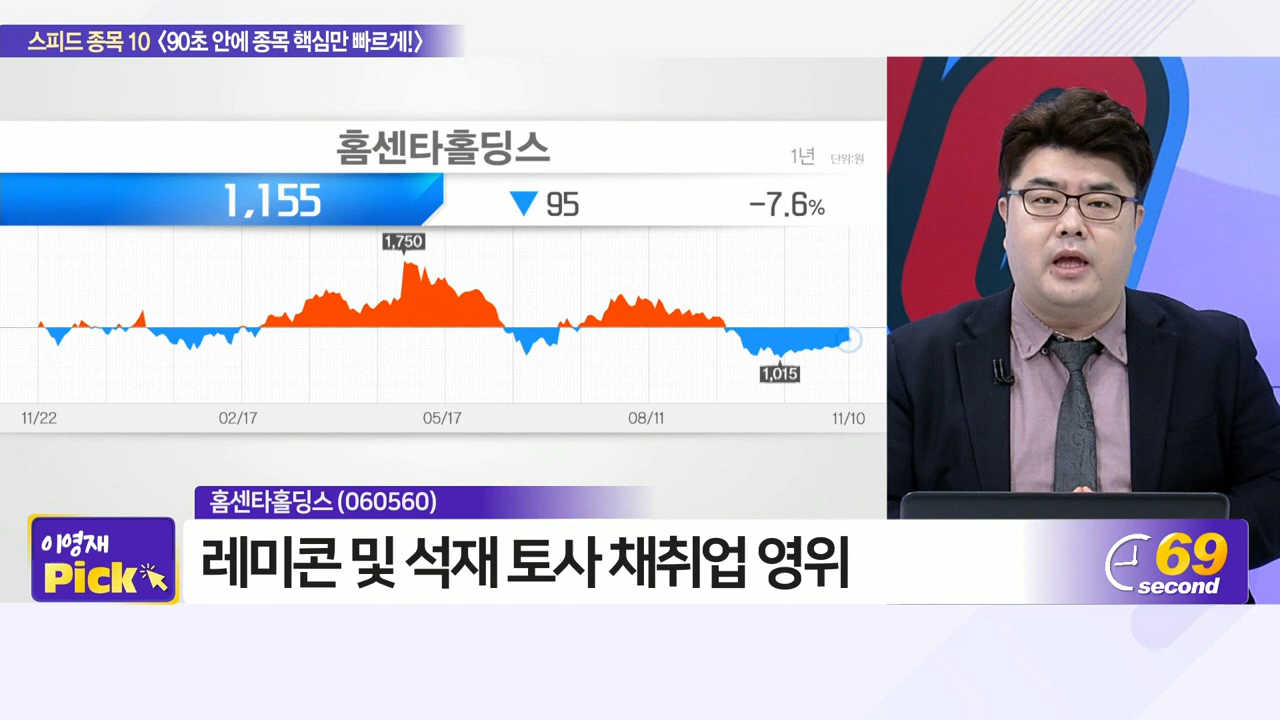 스피드 종목 10 <90초 안에 종목 핵심만 빠르게!>
홈센타홀딩스
1년 단위:원
1,155 ▼ 95 -7.6%
1,750
1,015
11/22 02/17 05/17 08/11 11/10
홈센타홀딩스 (060560)
이영재
Pick
레미콘 및 석재 토사 채취업 영위
69
second